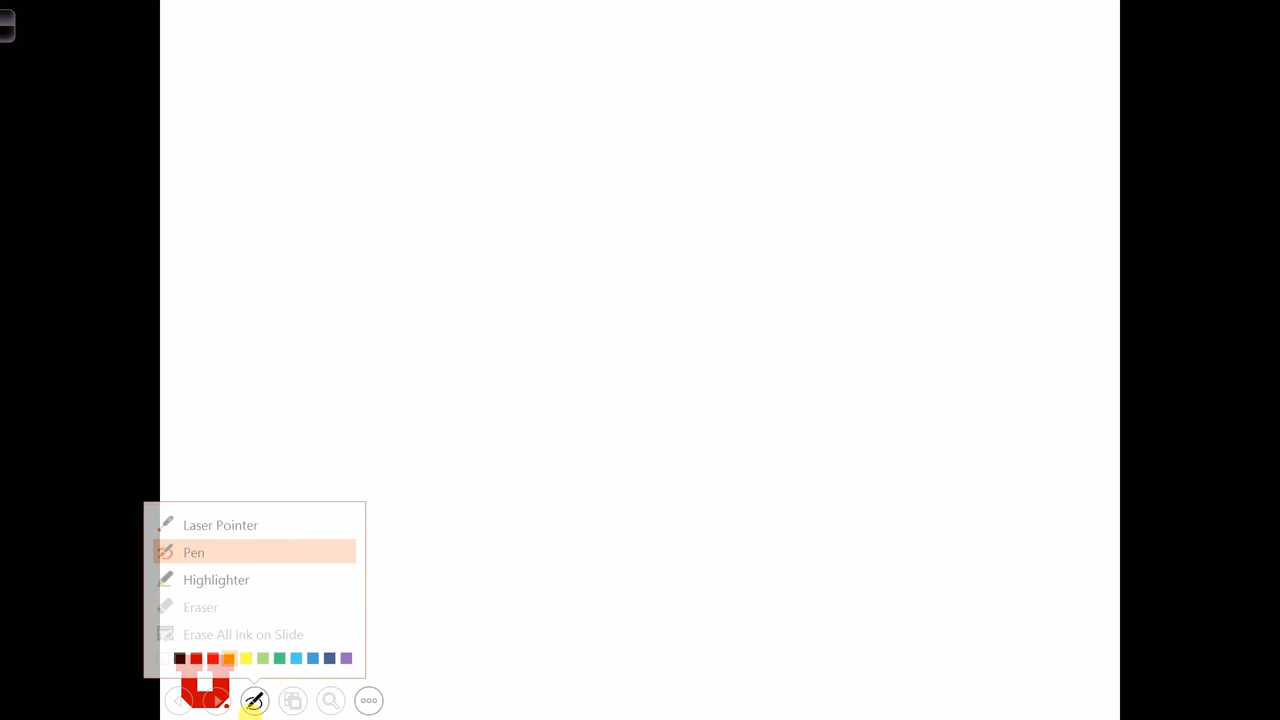 Laser Pointer
Pen
Highlighter
Eraser
Erase All Ink on Slide
U